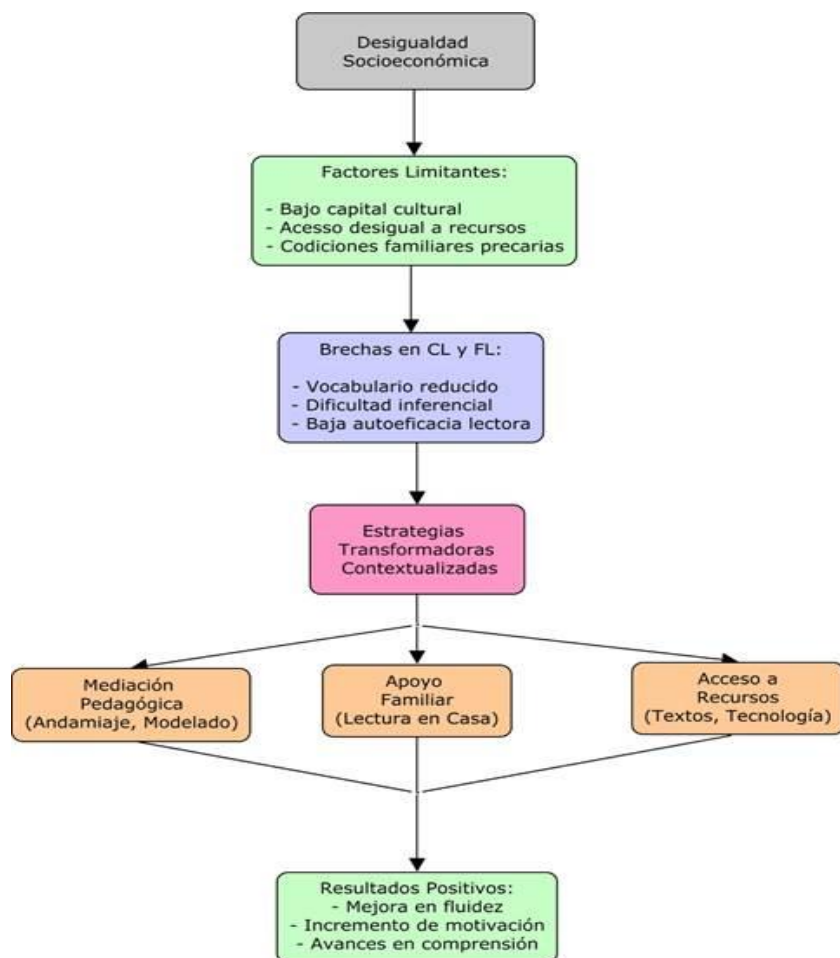 Desigualdad
Socioeconómica
Factores Limitantes:
- Bajo capital cultural
- Acesso desigual a recursos
- Codiciones familiares precarias
Brechas en CL y FL:
- Vocabulario reducido
- Dificultad inferencial
- Baja autoeficacia lectora
Estrategias
Transformadoras
Contextualizadas
Mediación
Pedagógica
(Andamiaje, Modelado)
Apoyo
Familiar
(Lectura en Casa)
Acceso a
Recursos
(Textos, Tecnología)
Resultados Positivos:
- Mejora en fluidez
- Incremento de motivación
- Avances en comprensión